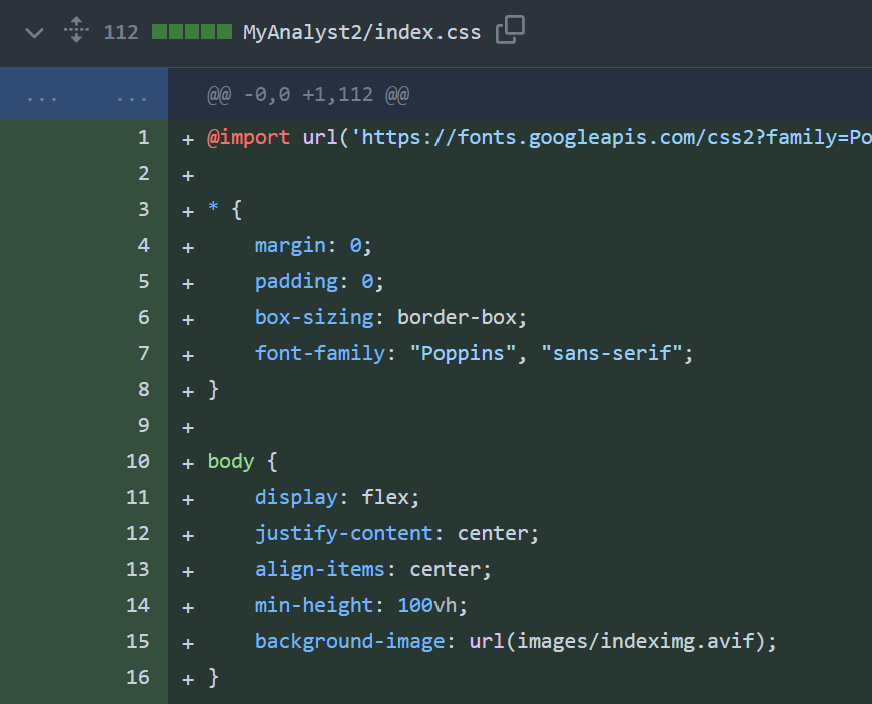 112 MyAnalyst2/index.css
... ... @@ -0,0 +1,112 @@
1 + @import url('https://fonts.googleapis.com/css2?family=Po
2 +
3 + * {
4 +     margin: 0;
5 +     padding: 0;
6 +     box-sizing: border-box;
7 +     font-family: "Poppins", "sans-serif";
8 + }
9 +
10 + body {
11 +     display: flex;
12 +     justify-content: center;
13 +     align-items: center;
14 +     min-height: 100vh;
15 +     background-image: url(images/indeximg.avif);
16 + }